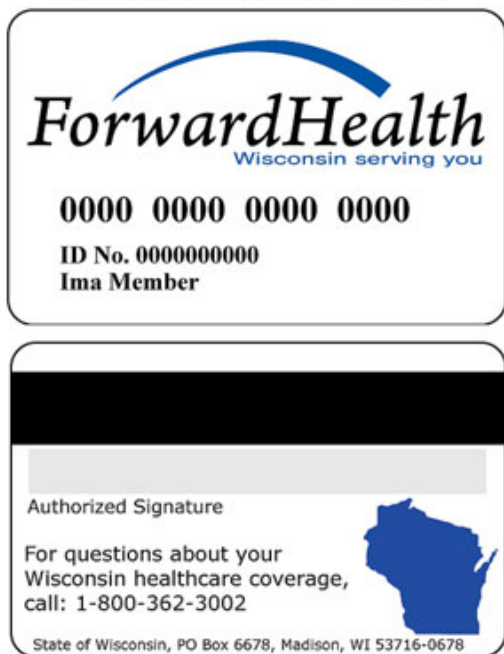 ForwardHealth
Wisconsin serving you
0000 0000 0000 0000
ID No. 0000000000
Ima Member
Authorized Signature
For questions about your
Wisconsin healthcare coverage,
call: 1-800-362-3002
State of Wisconsin, PO Box 6678, Madison, WI 53716-0678